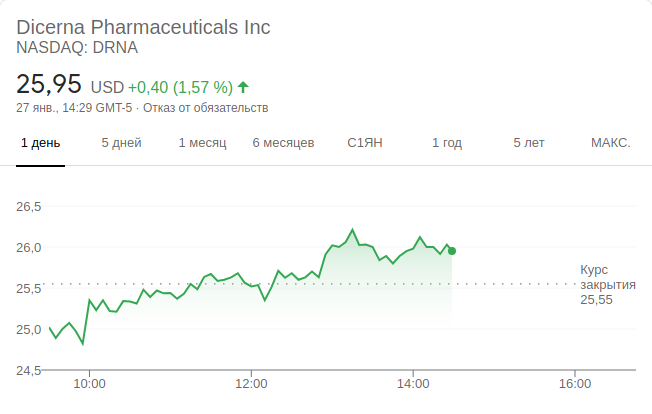 Dicerna Pharmaceuticals Inc
NASDAQ: DRNA
25,95 USD +0,40 (1,57 %)
27 янв., 14:29 GMT-5 · Отказ от обязательств
1 день 5 дней 1 месяц 6 месяцев С1ЯН 1 год 5 лет МАКС.
26,5
26,0
Курс
25,5 закрытия
25,55
25,0
24,5
10:00 12:00 14:00 16:00